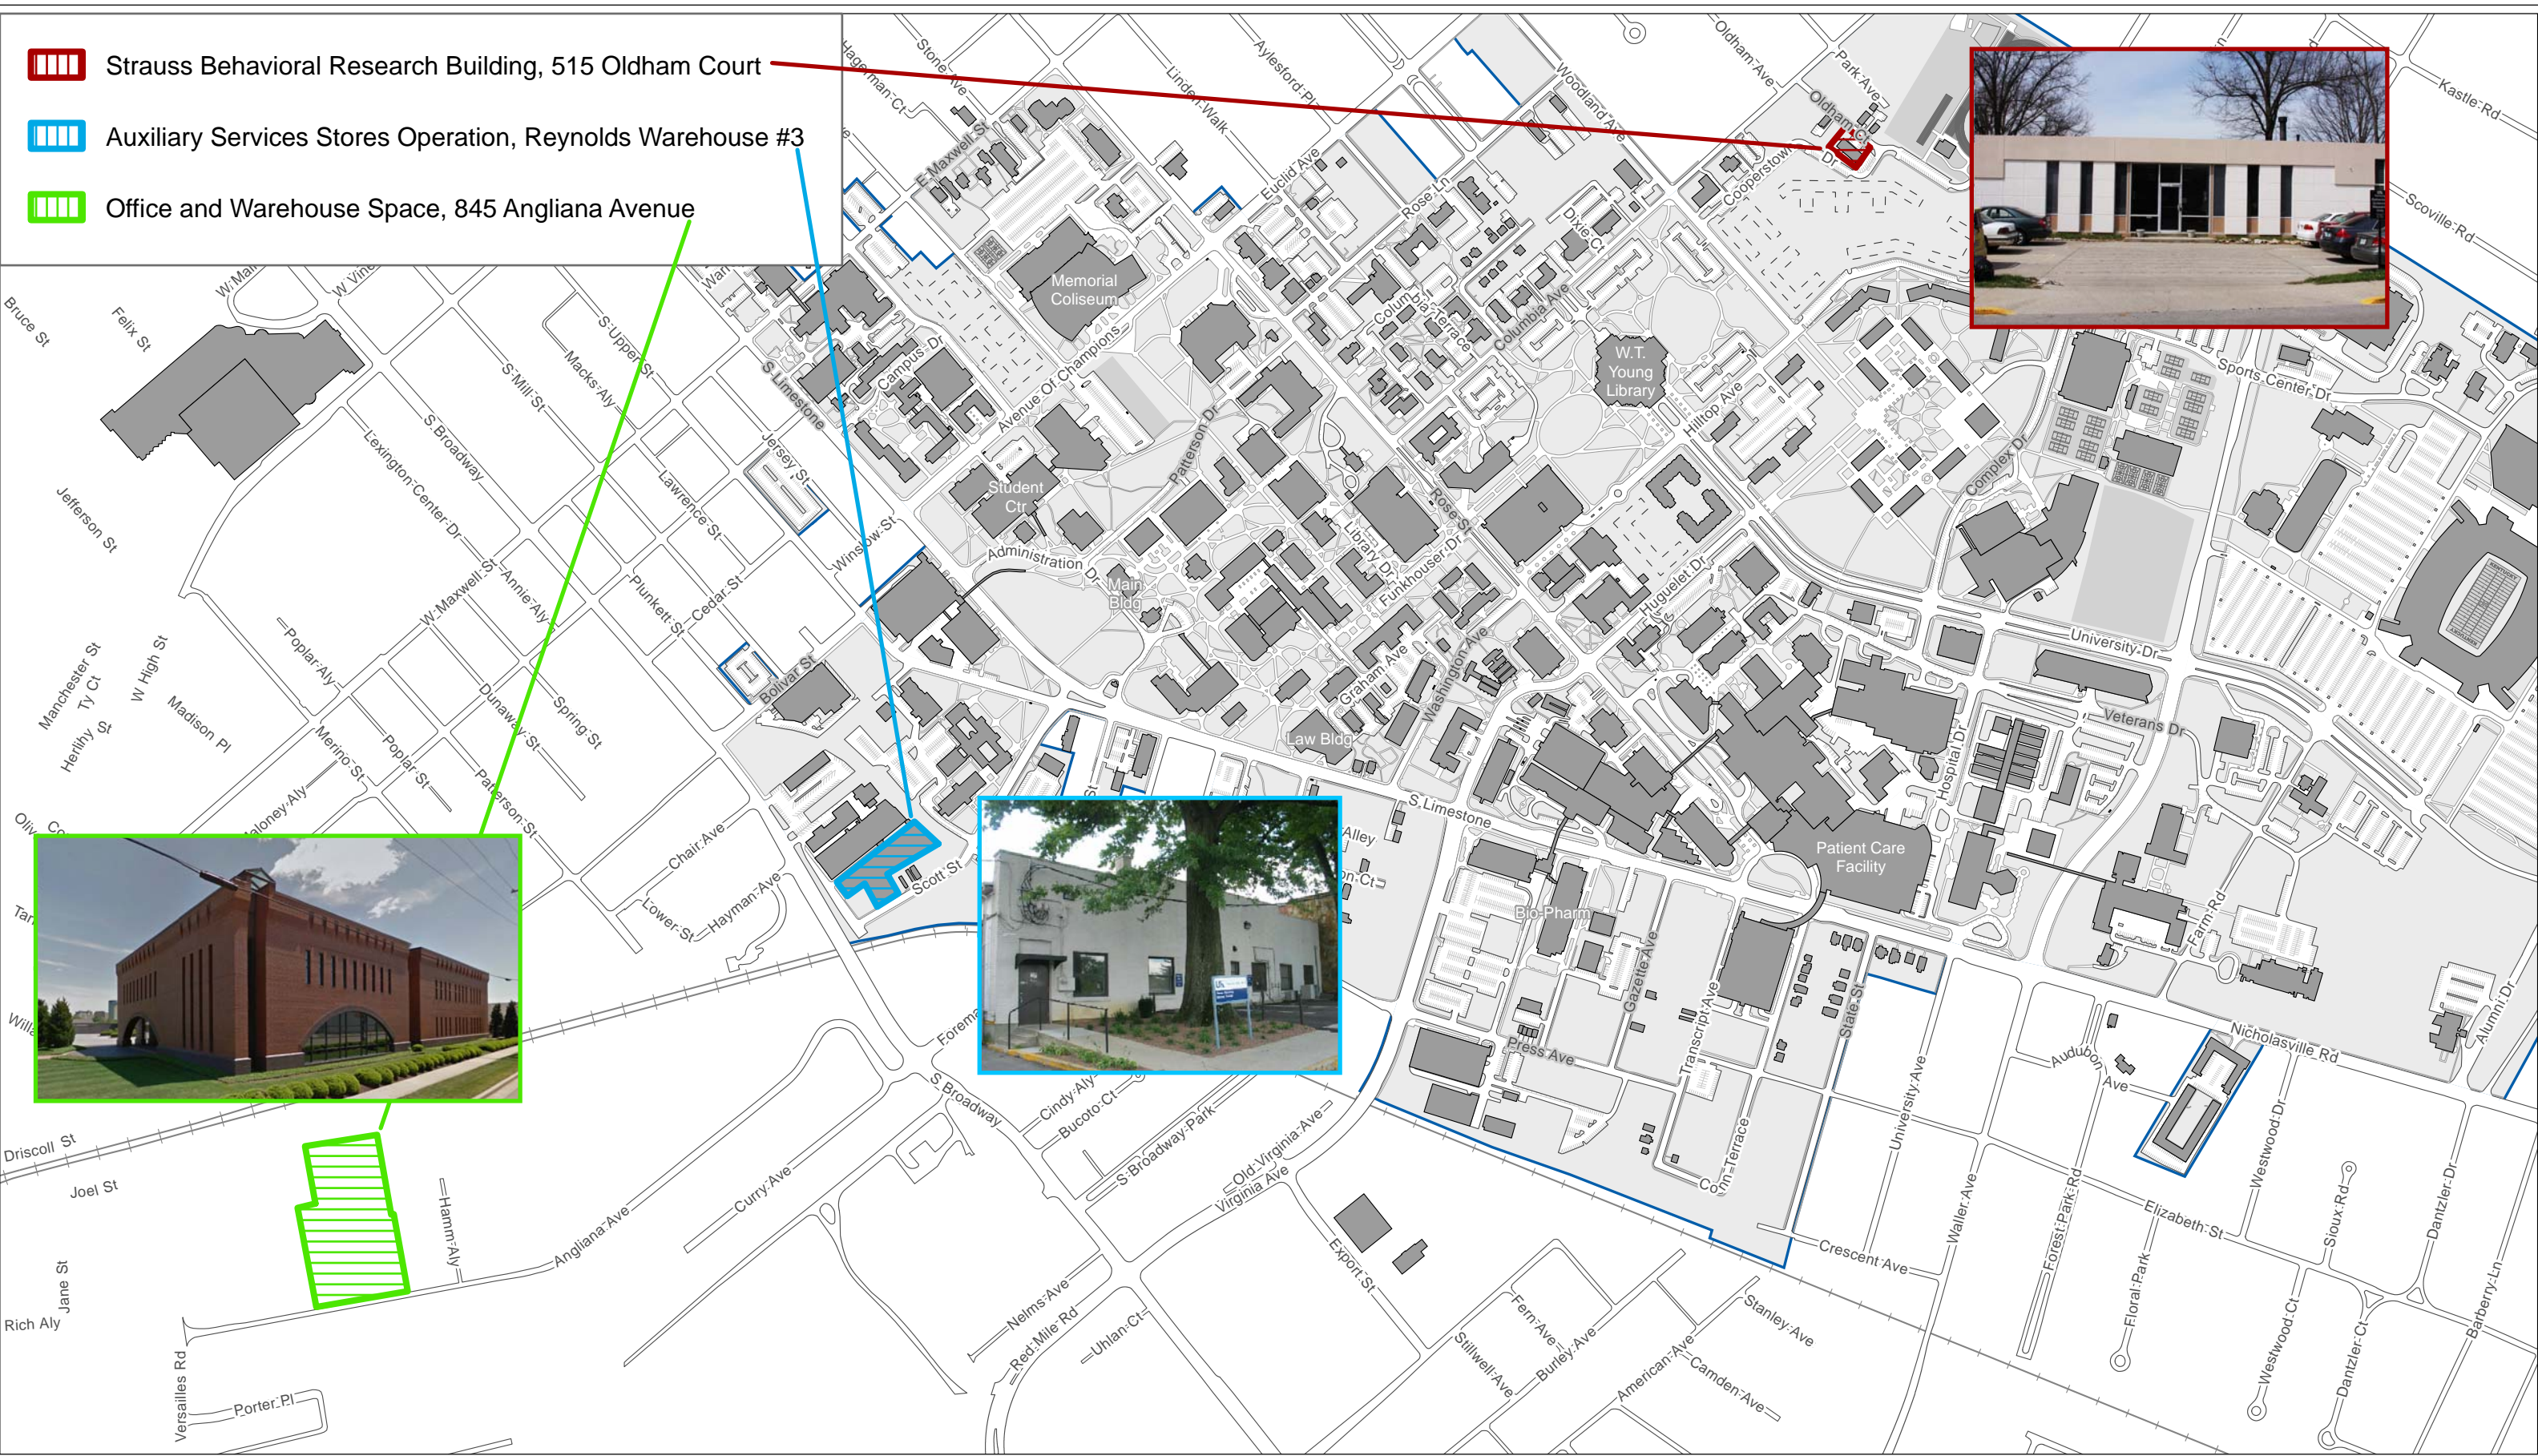 Strauss Behavioral Research Building, 515 Oldham Court
Auxiliary Services Stores Operation, Reynolds Warehouse #3
Office and Warehouse Space, 845 Angliana Avenue
Hagerman Ct
Stone Ave
Linden Walk
Aylesford Pl
Woodland Ave
Oldham Ave
Park Ave
Oldham Ct
Kastle Rd
Scoville Rd
E Maxwell St
Euclid Ave
Rose Ln
Dixie Ct
Cooperstown
Dr
Memorial
Coliseum
Columbia Terrace
Columbia Ave
W.T.
Young
Library
Hilltop Ave
Sports Center Dr
Complex Dr
Bruce St
Felix St
W Vine
S Upper St
Macks Aly
S Mill St
S Broadway
Lexington Center Dr
Jersey St
Lawrence St
S Limestone
Campus Dr
Avenue Of Champions
Patterson Dr
Student
Ctr
Administration Dr
Main
Bldg
Winslow St
Rose St
Library Dr
Funkhouser Dr
Huguelet Dr
University Dr
KENTUCKY
KENTUCKY
Jefferson St
W Maxwell St
Annie Aly
Plunkett St
Cedar St
Bolivar St
Poplar Aly
Manchester St
Ty Ct
Herlihy St
W High St
Madison Pl
Merino St
Poplar St
Dunaway St
Spring St
Patterson St
Maloney Aly
Graham Ave
Washington Ave
Law Bldg
S Limestone
Hospital Dr
Veterans Dr
Patient Care
Facility
Chair Ave
Hayman Ave
Lower St
Scott St
Alley
Bio-Pharm
Gazette Ave
Transcript Ave
State St
Press Ave
Farm Rd
Alumni Dr
Nicholasville Rd
Audubon Ave
University Ave
Driscoll St
Joel St
Jane St
Rich Aly
Hamm Aly
Angliana Ave
Curry Ave
S Broadway
Cindy Aly
Bucoto Ct
S Broadway Park
Old Virginia Ave
Virginia Ave
Export St
Conn Terrace
Crescent Ave
Waller Ave
Forest Park Rd
Floral Park
Elizabeth St
Westwood Dr
Westwood Ct
Sioux Rd
Dantzler Dr
Dantzler Ct
Barberry Ln
Versailles Rd
Porter Pl
Nelms Ave
Red Mile Rd
Uhlan Ct
Fern Ave
Stillwell Ave
Burley Ave
American Ave
Camden Ave
Stanley Ave